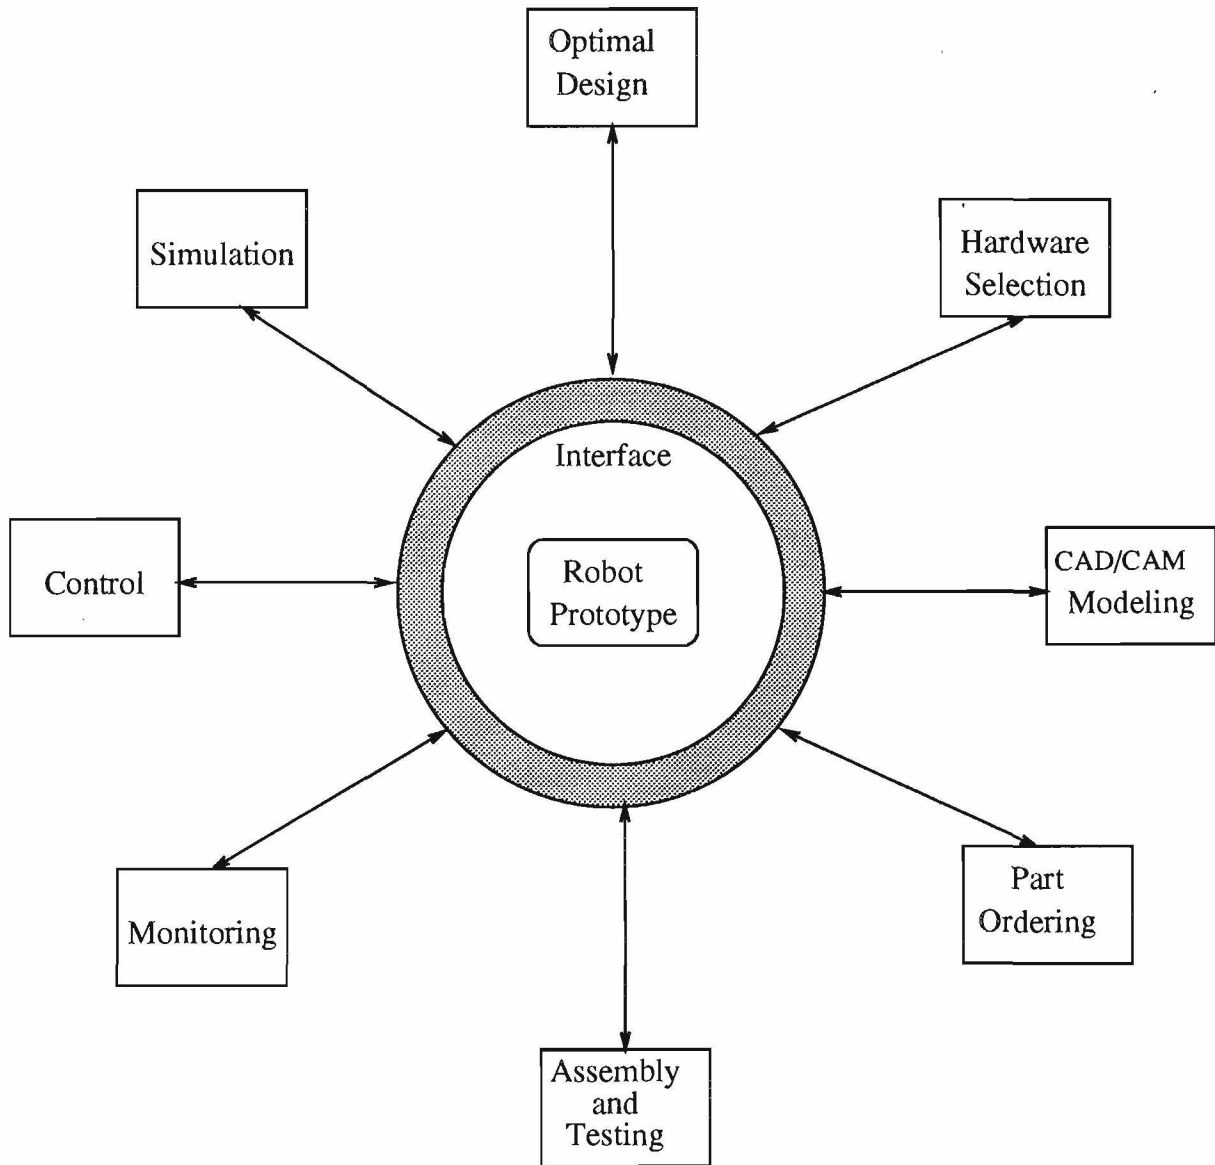 Optimal
Design
Simulation
Hardware
Selection
Interface
Control
Robot
Prototype
CAD/CAM
Modeling
Monitoring
Part
Ordering
Assembly
and
Testing